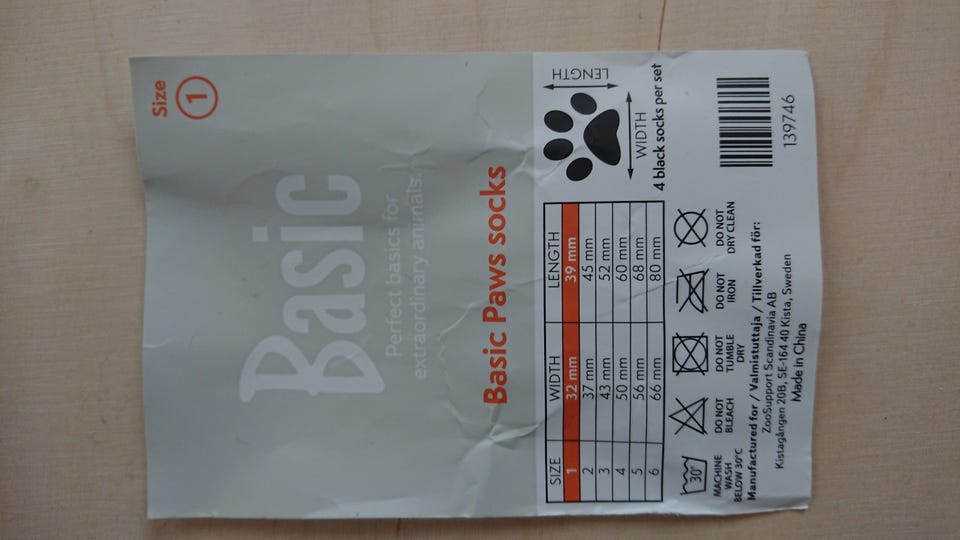 Size
1
Basic
Perfect basics for
extraordinary animals.
Basic Paws socks
SIZE WIDTH LENGTH
1 32 mm 39 mm
2 37 mm 45 mm
3 43 mm 52 mm
4 50 mm 60 mm
5 56 mm 68 mm
6 66 mm 80 mm
LENGTH
WIDTH
4 black socks per set
30°
MACHINE
WASH
BELOW 30°C
DO NOT
BLEACH
DO NOT
TUMBLE
DRY
DO NOT
IRON
DO NOT
DRY CLEAN
Manufactured for / Valmistuttaja / Tillverkad för:
ZooSupport Scandinavia AB
Kistagången 20B, SE-164 40 Kista, Sweden
Made in China
139746